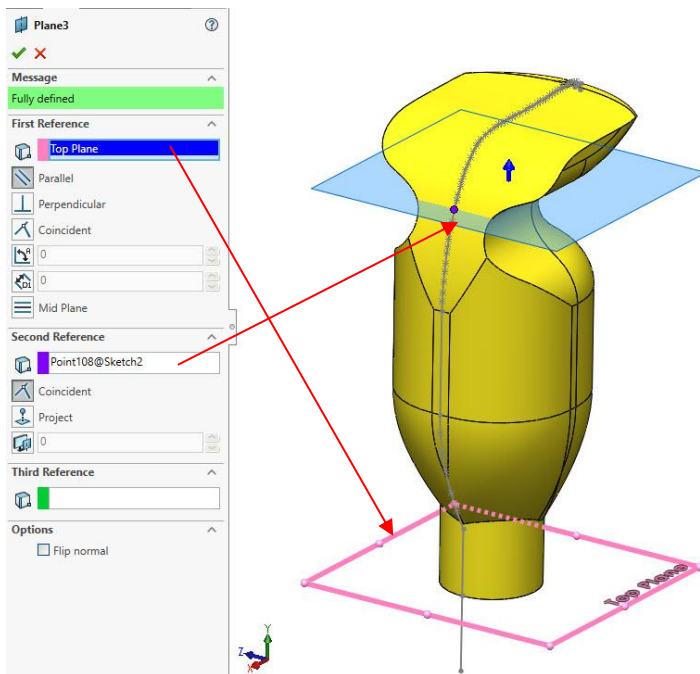 Plane3
Message
Fully defined
First Reference
Top Plane
Parallel
Perpendicular
Coincident
0
0
Mid Plane
Second Reference
Point108@Sketch2
Coincident
Project
0
Third Reference
Options
Flip normal
Top Plane
Y
Z
X